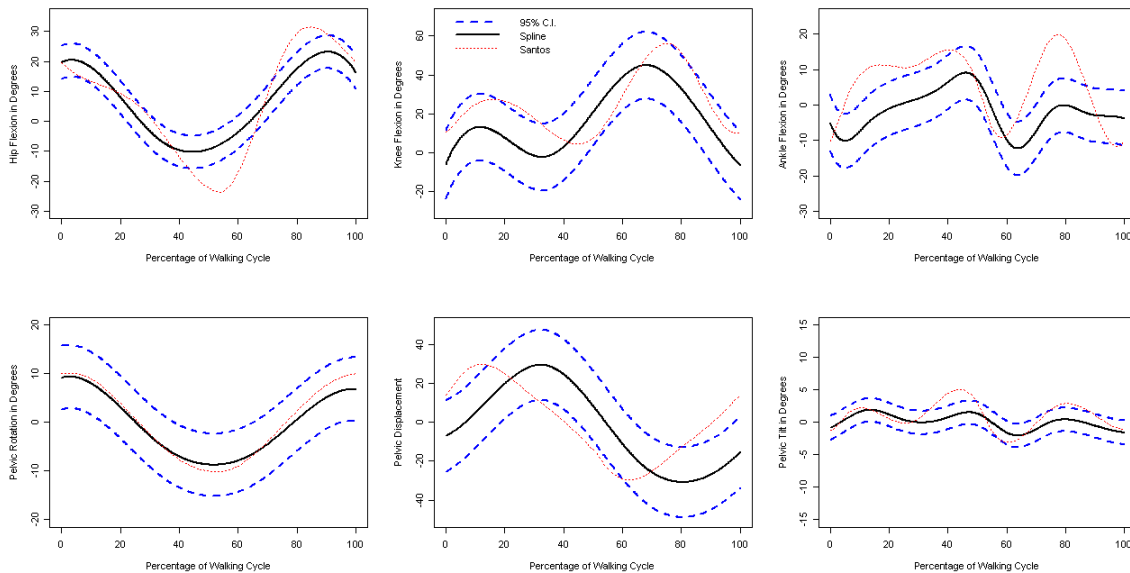 Hip Flexion in Degrees
30
20
10
0
-10
-20
-30
0 20 40 60 80 100
Percentage of Walking Cycle
95% C.I.
Spline
Santos
Knee Flexion in Degrees
60
40
20
0
-20
0 20 40 60 80 100
Percentage of Walking Cycle
Ankle Flexion in Degrees
20
10
0
-10
-20
-30
0 20 40 60 80 100
Percentage of Walking Cycle
Pelvic Rotation in Degrees
20
10
0
-10
-20
0 20 40 60 80 100
Percentage of Walking Cycle
Pelvic Displacement
40
20
0
-20
-40
0 20 40 60 80 100
Percentage of Walking Cycle
Pelvic Tilt in Degrees
15
10
5
0
-5
-10
-15
0 20 40 60 80 100
Percentage of Walking Cycle